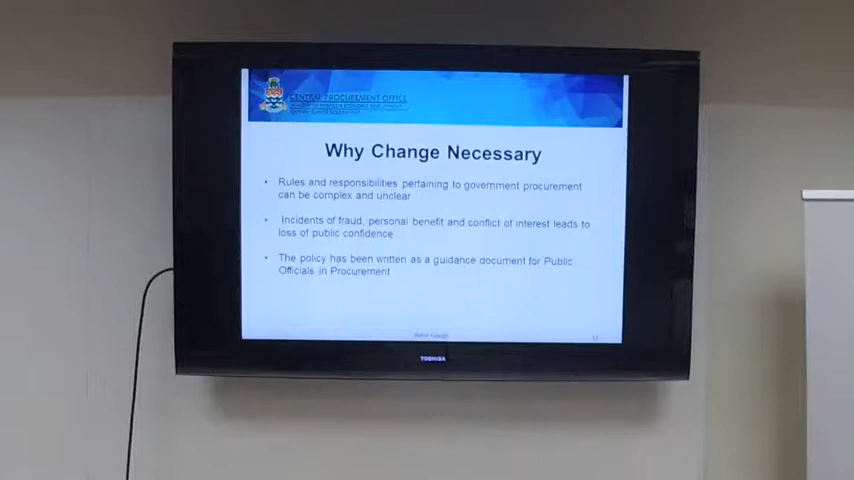 CENTRAL PROCUREMENT OFFICE
Why Change Necessary
• Rules and responsibilities pertaining to government procurement
can be complex and unclear
• Incidents of fraud, personal benefit and conflict of interest leads to
loss of public confidence
• The policy has been written as a guidance document for Public
Officials in Procurement
TOSHIBA